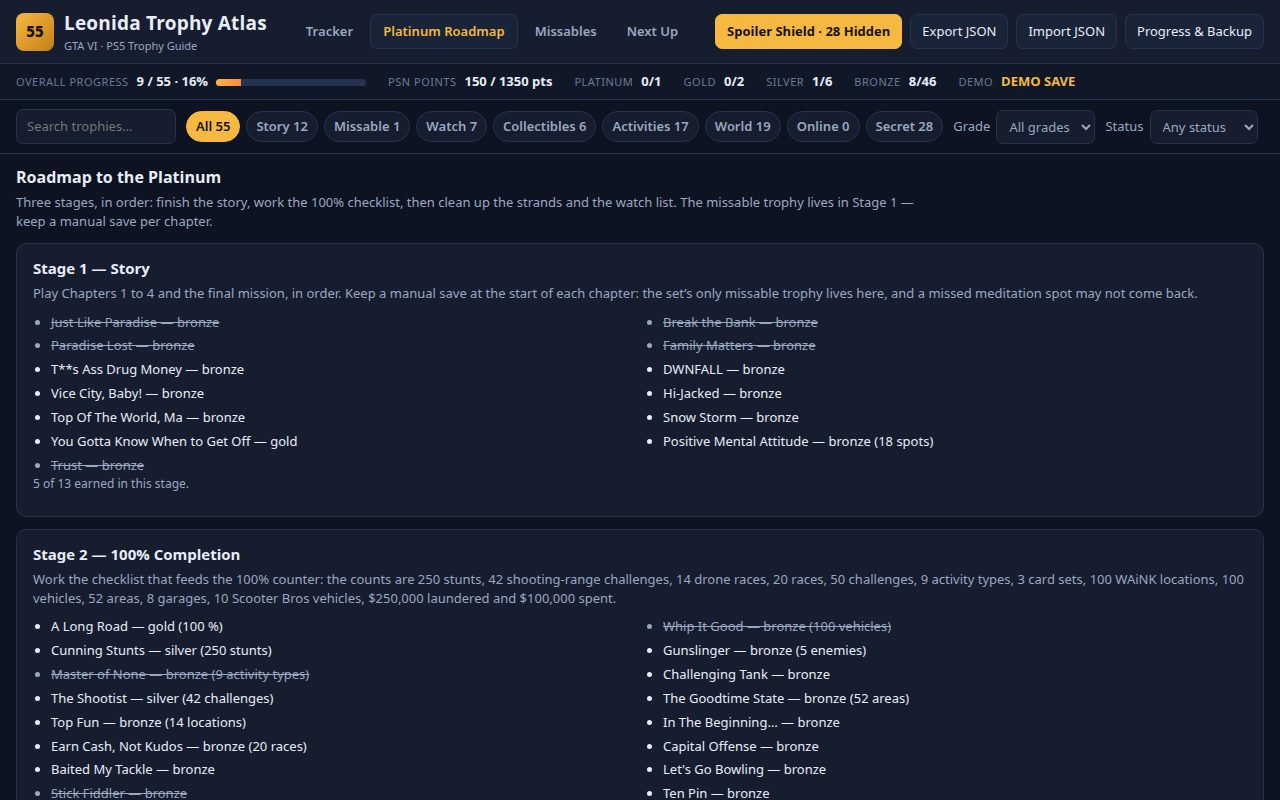 55
Leonida Trophy Atlas
GTA VI · PS5 Trophy Guide
Tracker
Platinum Roadmap
Missables
Next Up
Spoiler Shield · 28 Hidden
Export JSON
Import JSON
Progress & Backup
OVERALL PROGRESS 9 / 55 · 16%
PSN POINTS 150 / 1350 pts
PLATINUM 0/1
GOLD 0/2
SILVER 1/6
BRONZE 8/46
DEMO DEMO SAVE
Search trophies...
All 55
Story 12
Missable 1
Watch 7
Collectibles 6
Activities 17
World 19
Online 0
Secret 28
Grade
All grades
Status
Any status
Roadmap to the Platinum
Three stages, in order: finish the story, work the 100% checklist, then clean up the strands and the watch list. The missable trophy lives in Stage 1 —
keep a manual save per chapter.
Stage 1 — Story
Play Chapters 1 to 4 and the final mission, in order. Keep a manual save at the start of each chapter: the set's only missable trophy lives here, and a missed meditation spot may not come back.
Just Like Paradise — bronze
Break the Bank — bronze
Paradise Lost — bronze
Family Matters — bronze
T**s Ass Drug Money — bronze
DWNFALL — bronze
Vice City, Baby! — bronze
Hi-Jacked — bronze
Top Of The World, Ma — bronze
Snow Storm — bronze
You Gotta Know When to Get Off — gold
Positive Mental Attitude — bronze (18 spots)
Trust — bronze
5 of 13 earned in this stage.
Stage 2 — 100% Completion
Work the checklist that feeds the 100% counter: the counts are 250 stunts, 42 shooting-range challenges, 14 drone races, 20 races, 50 challenges, 9 activity types, 3 card sets, 100 WAiNK locations, 100
vehicles, 52 areas, 8 garages, 10 Scooter Bros vehicles, $250,000 laundered and $100,000 spent.
A Long Road — gold (100 %)
Whip It Good — bronze (100 vehicles)
Cunning Stunts — silver (250 stunts)
Gunslinger — bronze (5 enemies)
Master of None — bronze (9 activity types)
Challenging Tank — bronze
The Shootist — silver (42 challenges)
The Goodtime State — bronze (52 areas)
Top Fun — bronze (14 locations)
In The Beginning... — bronze
Earn Cash, Not Kudos — bronze (20 races)
Capital Offense — bronze
Baited My Tackle — bronze
Let's Go Bowling — bronze
Stick Fiddler — bronze
Ten Pin — bronze